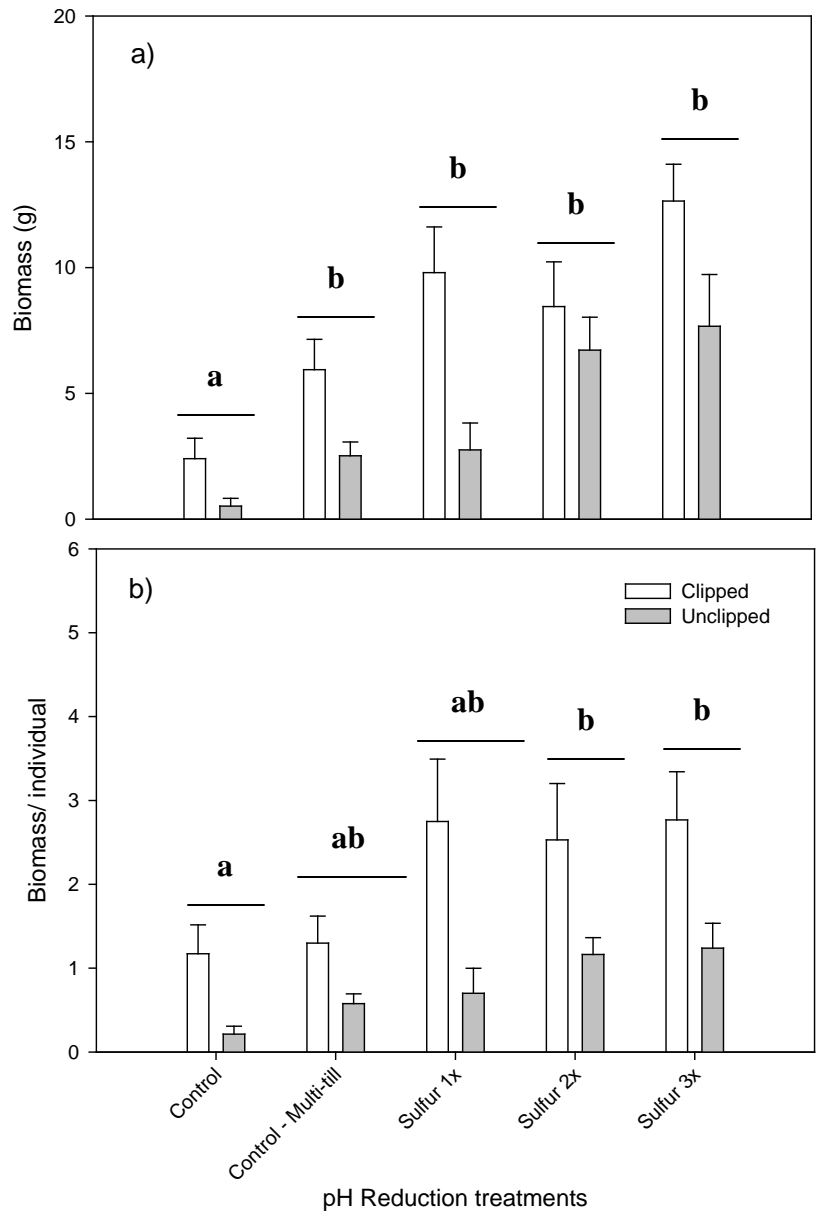 20
a)
b
15
b
b
b
10
Biomass (g)
a
5
0
6
b)
Clipped
Unclipped
5
4
ab
b
b
3
Biomass/ individual
ab
a
2
1
0
Control
Control - Multi-till
Sulfur 1x
Sulfur 2x
Sulfur 3x
pH Reduction treatments